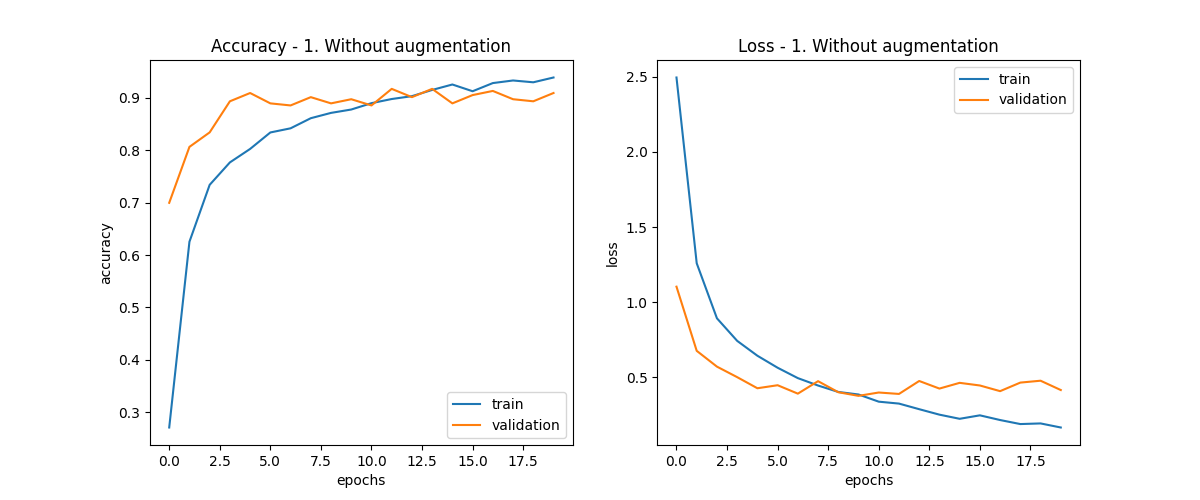 Accuracy - 1. Without augmentation
accuracy
0.9
0.8
0.7
0.6
0.5
0.4
0.3
train
validation
0.0 2.5 5.0 7.5 10.0 12.5 15.0 17.5
epochs
Loss - 1. Without augmentation
loss
2.5
2.0
1.5
1.0
0.5
train
validation
0.0 2.5 5.0 7.5 10.0 12.5 15.0 17.5
epochs